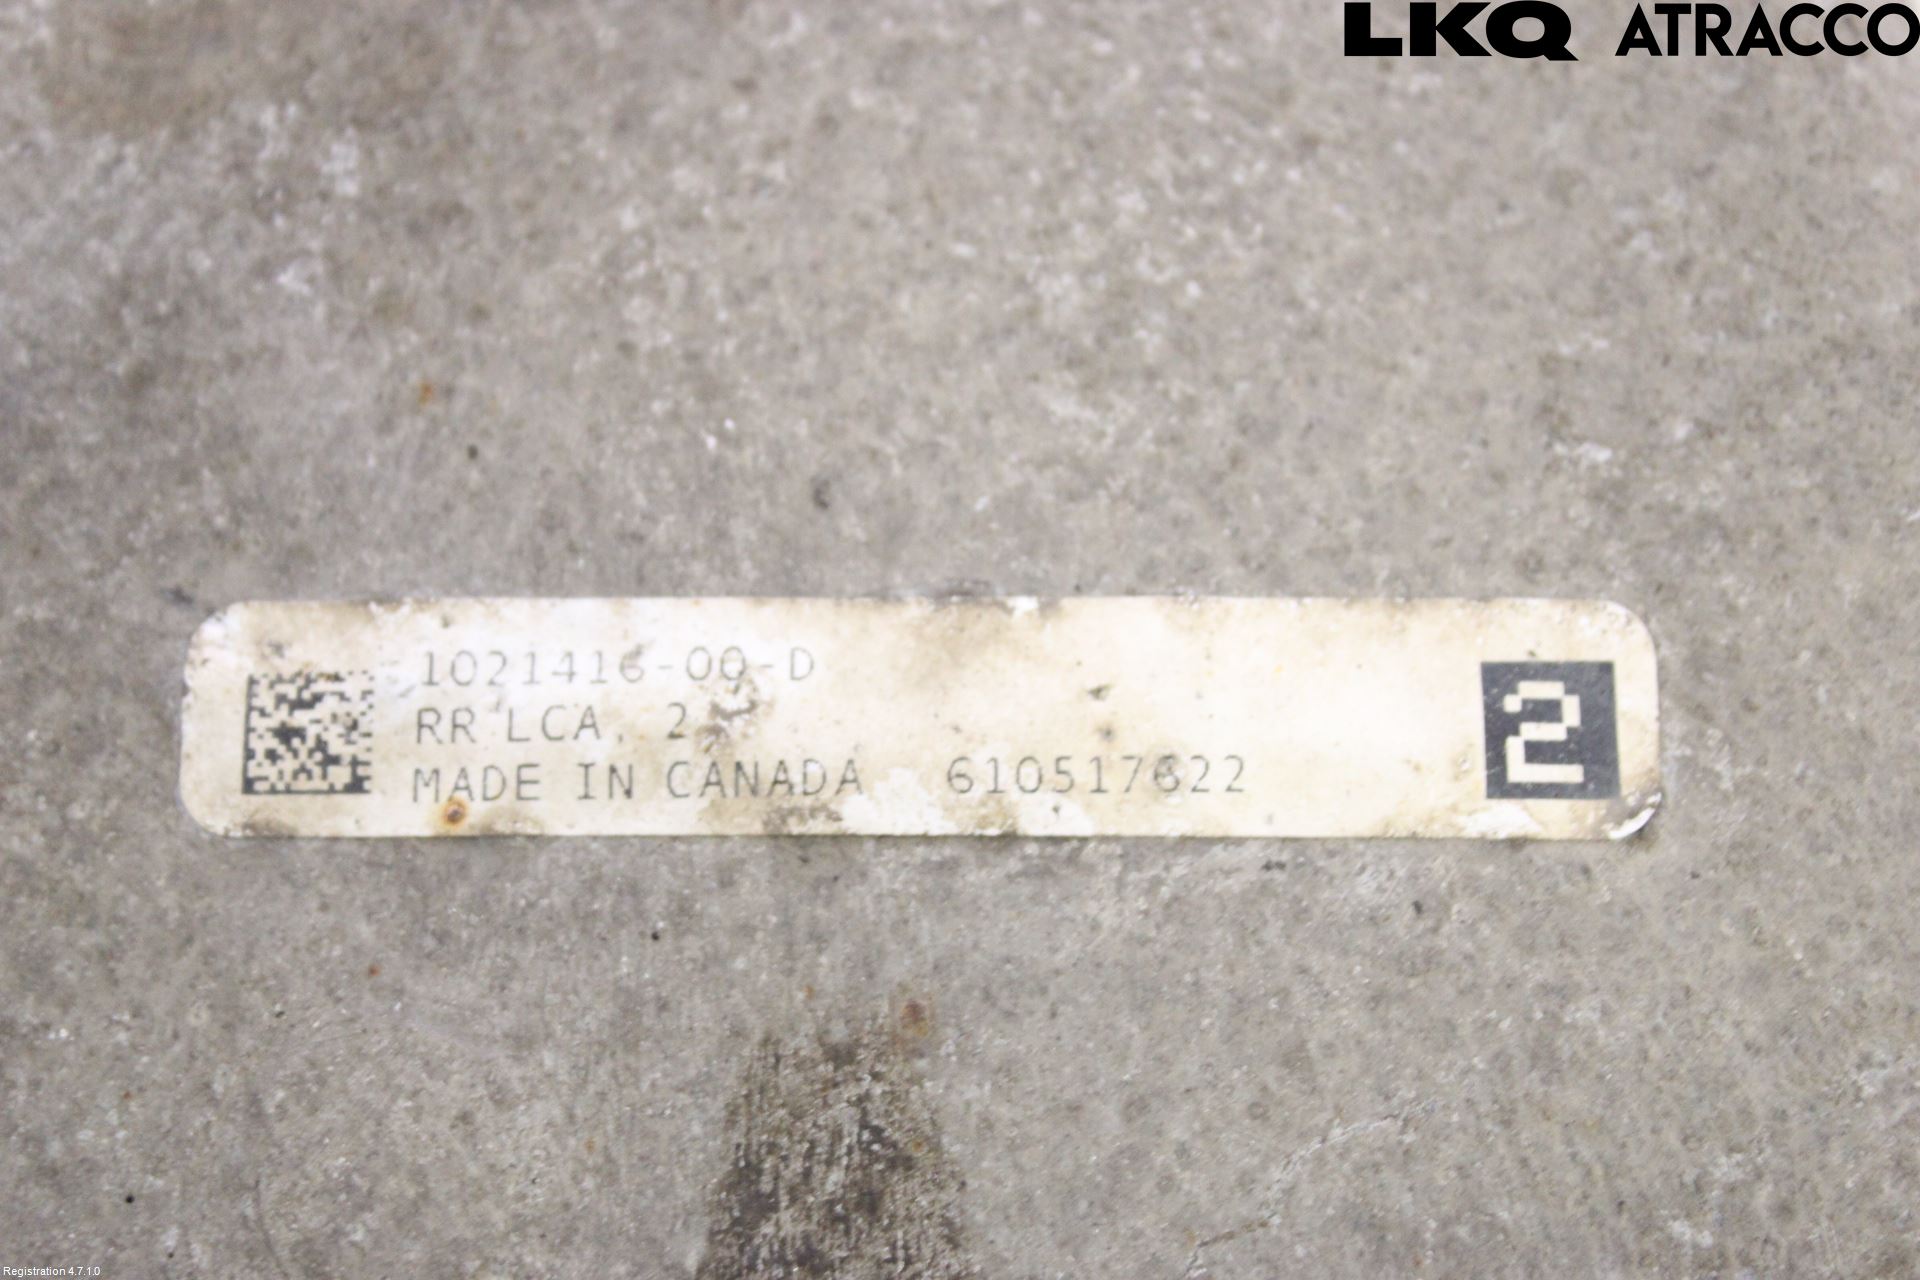 LKQ ATRACCO
1021416-00-D
RR LCA, 2
MADE IN CANADA 610517622
2
Registration 4.7.1.0